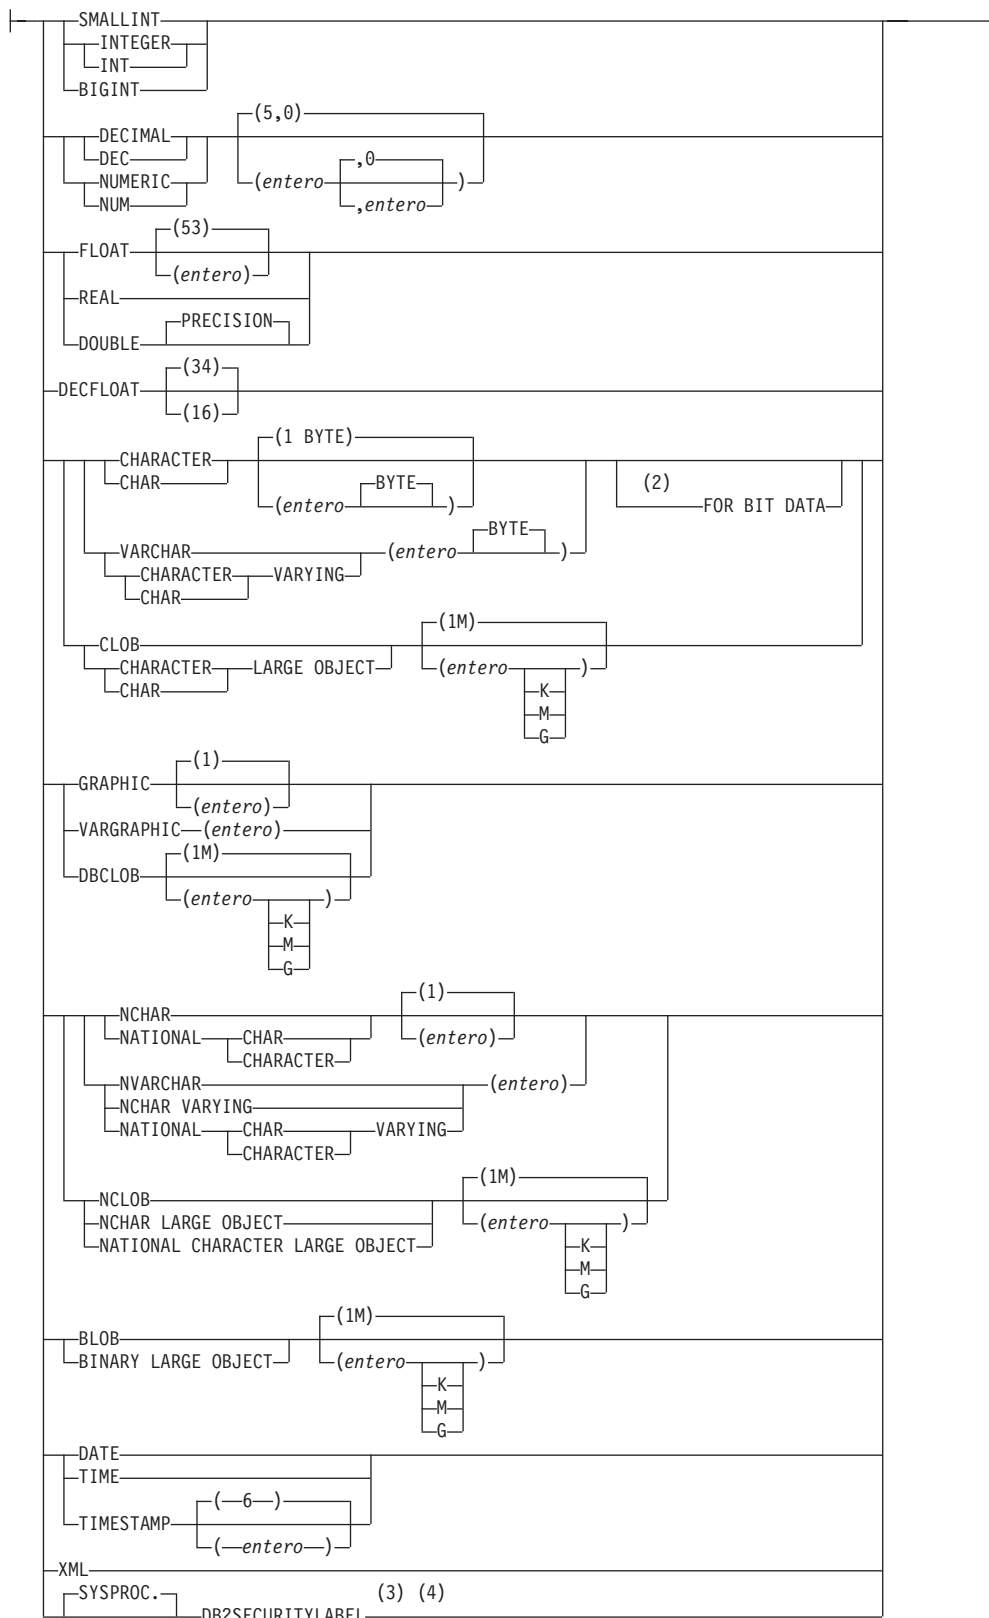 SMALLINT
INTEGER
INT
BIGINT
(5,0)
DECIMAL
DEC ,0
NUMERIC (entero )
NUM ,entero
(53)
FLOAT
(entero)
REAL
PRECISION
DOUBLE
(34)
DECFLOAT
(16)
(1 BYTE)
CHARACTER
CHAR BYTE (2)
(entero ) FOR BIT DATA
BYTE
VARCHAR (entero )
CHARACTER VARYING
CHAR
(1M)
CLOB
CHARACTER LARGE OBJECT (entero )
CHAR K
M
G
(1)
GRAPHIC
(entero)
VARGRAPHIC (entero)
(1M)
DBCLOB
(entero )
K
M
G
(1)
NCHAR
NATIONAL CHAR (entero)
CHARACTER
NVARCHAR (entero)
NCHAR VARYING
NATIONAL CHAR VARYING
CHARACTER
(1M)
NCLOB
NCHAR LARGE OBJECT (entero )
NATIONAL CHARACTER LARGE OBJECT K
M
G
(1M)
BLOB
BINARY LARGE OBJECT (entero )
K
M
G
DATE
TIME
( 6 )
TIMESTAMP
( entero )
XML
SYSPROC. (3) (4)
DB2SECURITYLABEL